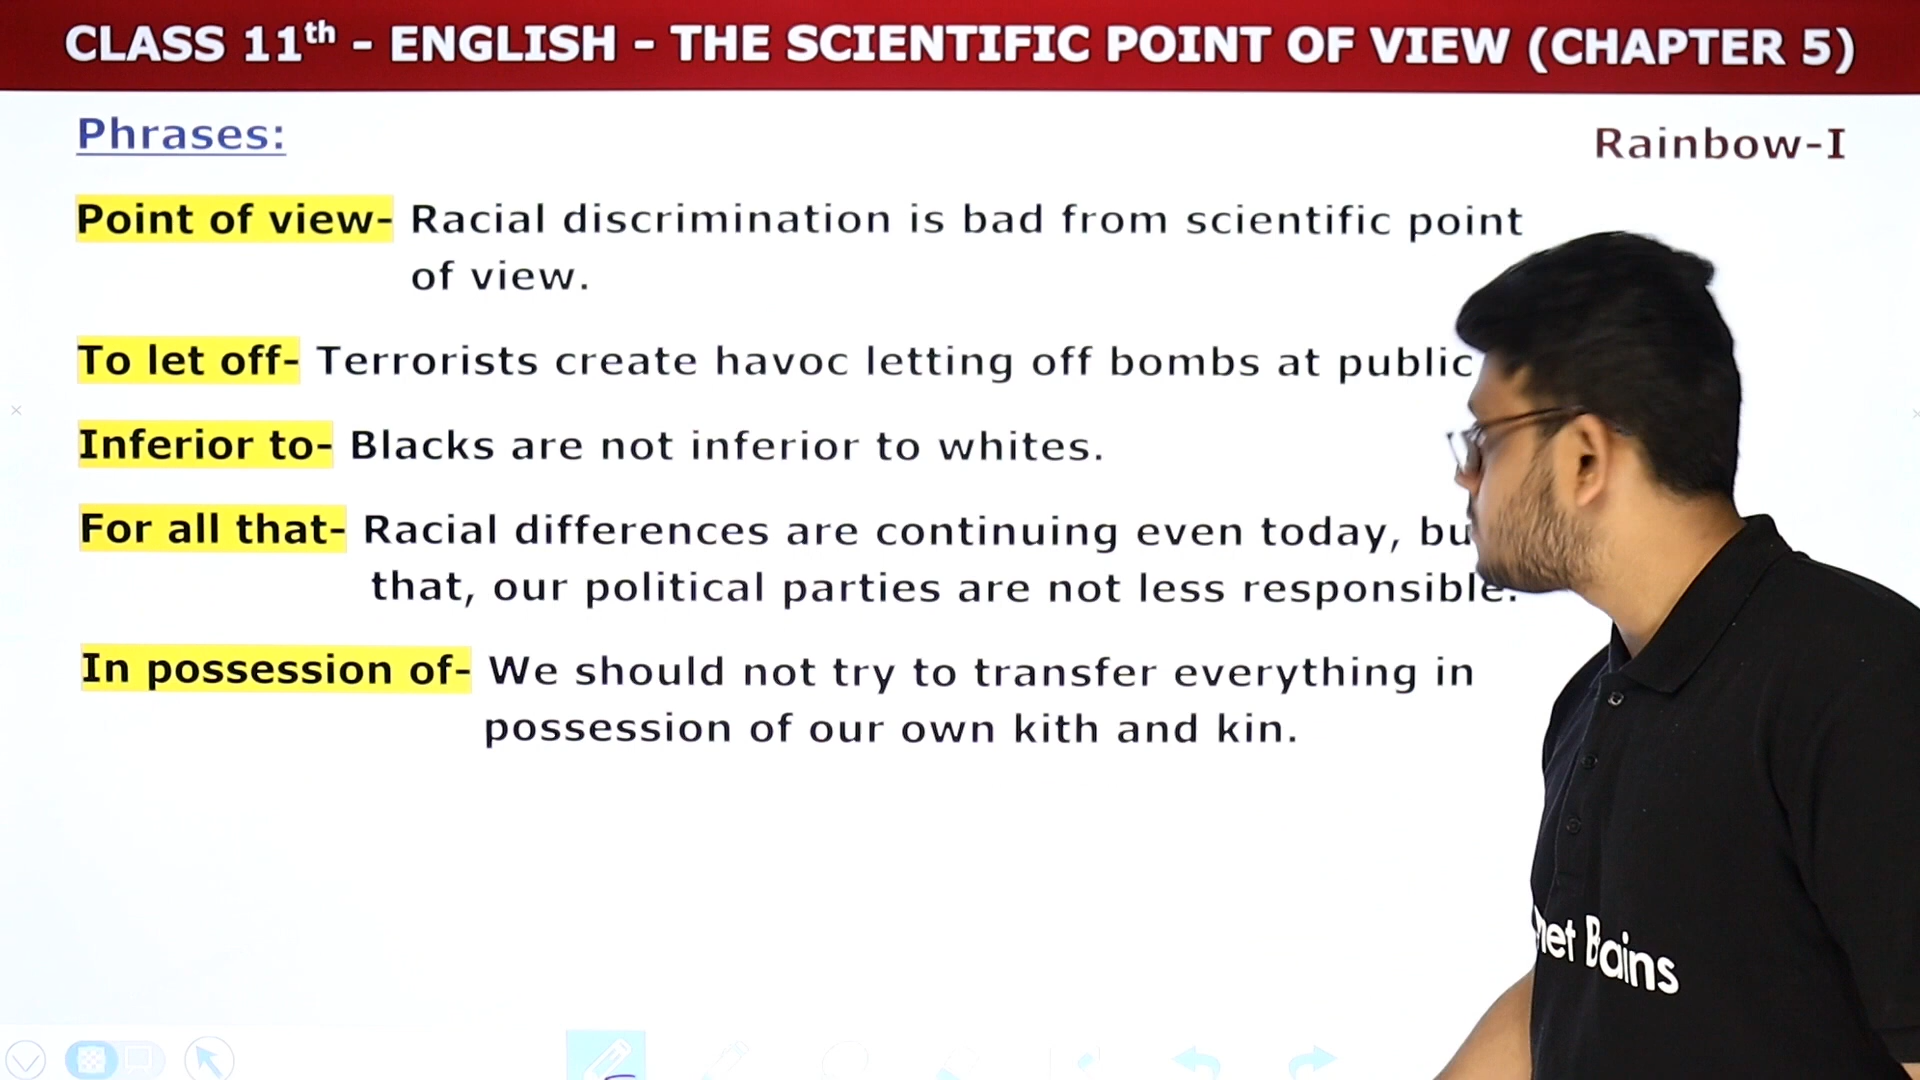 CLASS 11th - ENGLISH - THE SCIENTIFIC POINT OF VIEW (CHAPTER 5)
Phrases:
Rainbow-I
Point of view- Racial discrimination is bad from scientific point
of view.
To let off- Terrorists create havoc letting off bombs at public
Inferior to- Blacks are not inferior to whites.
For all that- Racial differences are continuing even today,
that, our political parties are not less responsible.
In possession of- We should not try to transfer everything in
possession of our own kith and kin.
Bains